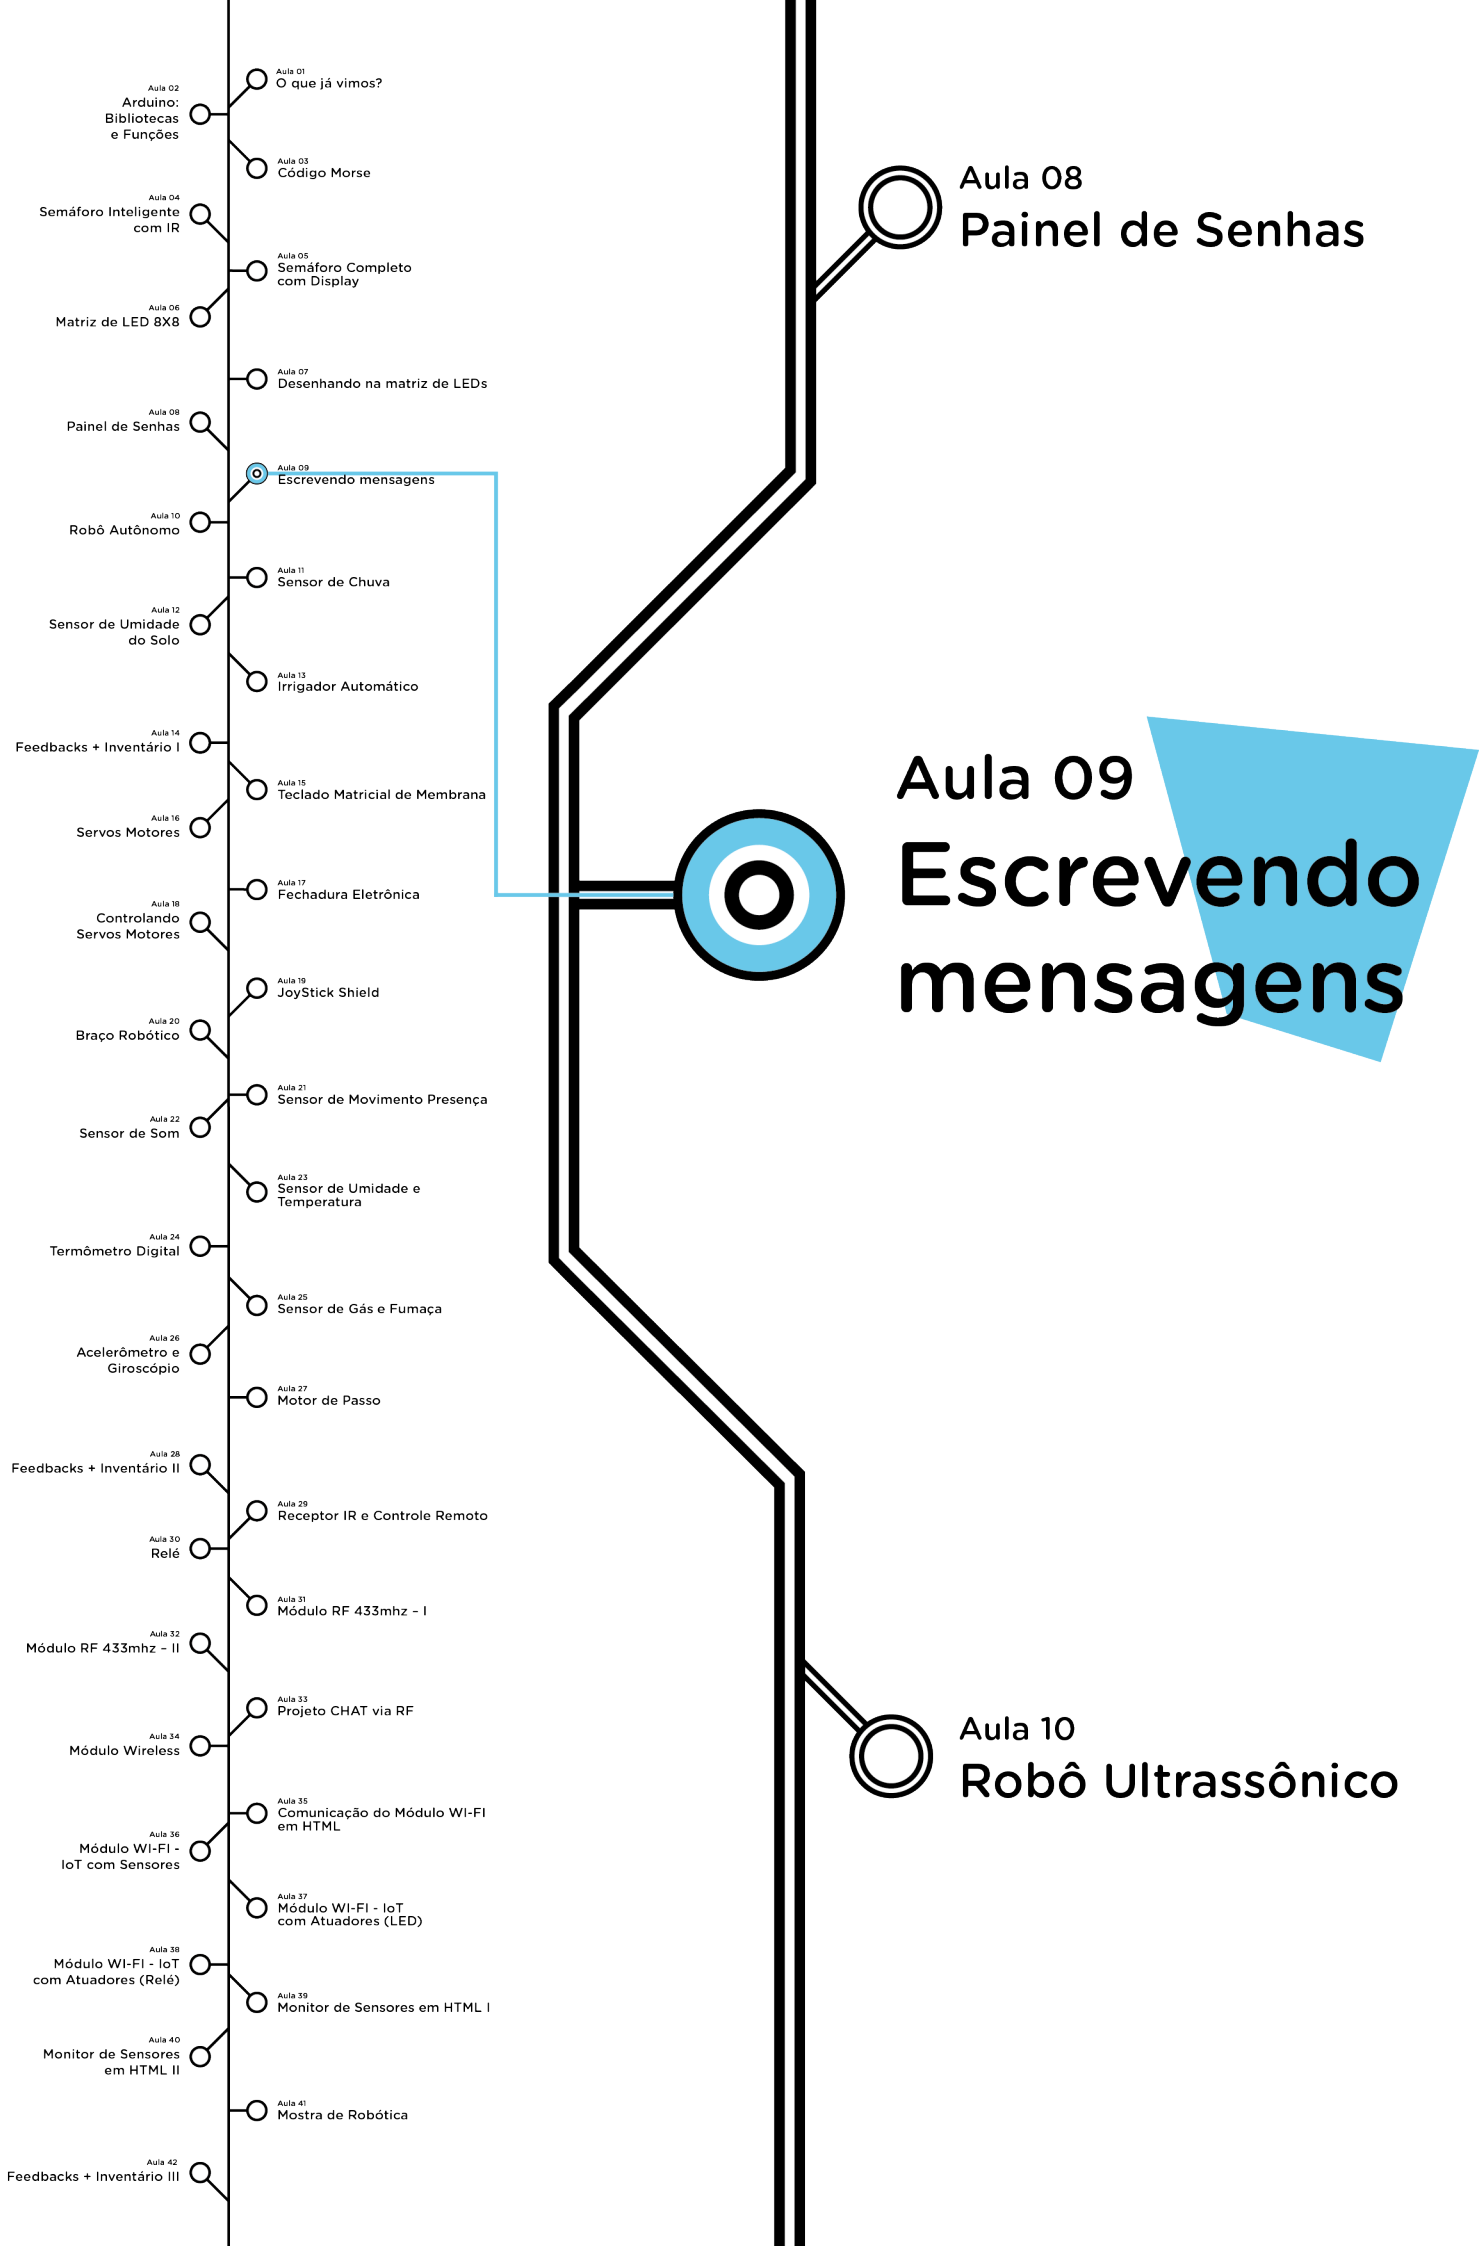 Aula 01
O que já vimos?
Aula 02
Arduino:
Bibliotecas
e Funções
Aula 03
Código Morse
Aula 04
Semáforo Inteligente
com IR
Aula 05
Semáforo Completo
com Display
Aula 06
Matriz de LED 8X8
Aula 07
Desenhando na matriz de LEDs
Aula 08
Painel de Senhas
Aula 09
Escrevendo mensagens
Aula 10
Robô Autônomo
Aula 11
Sensor de Chuva
Aula 12
Sensor de Umidade
do Solo
Aula 13
Irrigador Automático
Aula 14
Feedbacks + Inventário I
Aula 15
Teclado Matricial de Membrana
Aula 16
Servos Motores
Aula 17
Fechadura Eletrônica
Aula 18
Controlando
Servos Motores
Aula 19
JoyStick Shield
Aula 20
Braço Robótico
Aula 21
Sensor de Movimento Presença
Aula 22
Sensor de Som
Aula 23
Sensor de Umidade e
Temperatura
Aula 24
Termômetro Digital
Aula 25
Sensor de Gás e Fumaça
Aula 26
Acelerômetro e
Giroscópio
Aula 27
Motor de Passo
Aula 28
Feedbacks + Inventário II
Aula 29
Receptor IR e Controle Remoto
Aula 30
Relé
Aula 31
Módulo RF 433mhz – I
Aula 32
Módulo RF 433mhz – II
Aula 33
Projeto CHAT via RF
Aula 34
Módulo Wireless
Aula 35
Comunicação do Módulo WI-FI
em HTML
Aula 36
Módulo WI-FI -
IoT com Sensores
Aula 37
Módulo WI-FI - IoT
com Atuadores (LED)
Aula 38
Módulo WI-FI - IoT
com Atuadores (Relé)
Aula 39
Monitor de Sensores em HTML I
Aula 40
Monitor de Sensores
em HTML II
Aula 41
Mostra de Robótica
Aula 42
Feedbacks + Inventário III
Aula 08
Painel de Senhas
Aula 09
Escrevendo
mensagens
Aula 10
Robô Ultrassônico